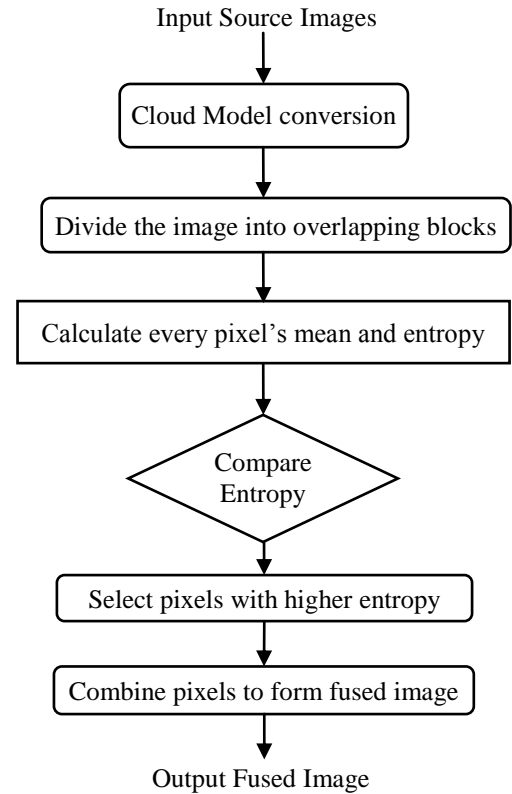 Input Source Images
Cloud Model conversion
Divide the image into overlapping blocks
Calculate every pixel’s mean and entropy
Compare
Entropy
Select pixels with higher entropy
Combine pixels to form fused image
Output Fused Image